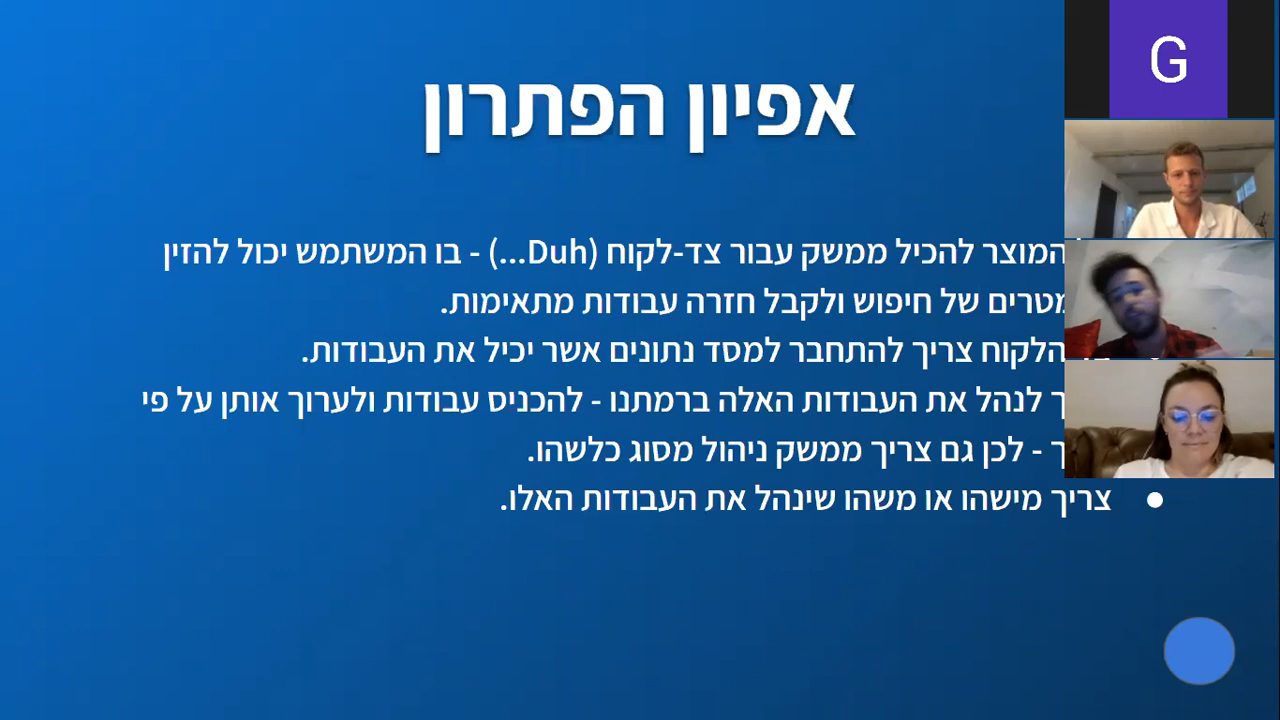 אפיון הפתרון
המוצר להכיל ממשק עבור צד-לקוח (Duh...) - בו המשתמש יכול להזין
של חיפוש ולקבל חזרה עבודות מתאימות.
הלקוח צריך להתחבר למסד נתונים אשר יכיל את העבודות.
לנהל את העבודות האלה ברמתנו - להכניס עבודות ולערוך אותן על פי
- לכן גם צריך ממשק ניהול מסוג כלשהו.
● צריך מישהו או משהו שינהל את העבודות האלו.
G